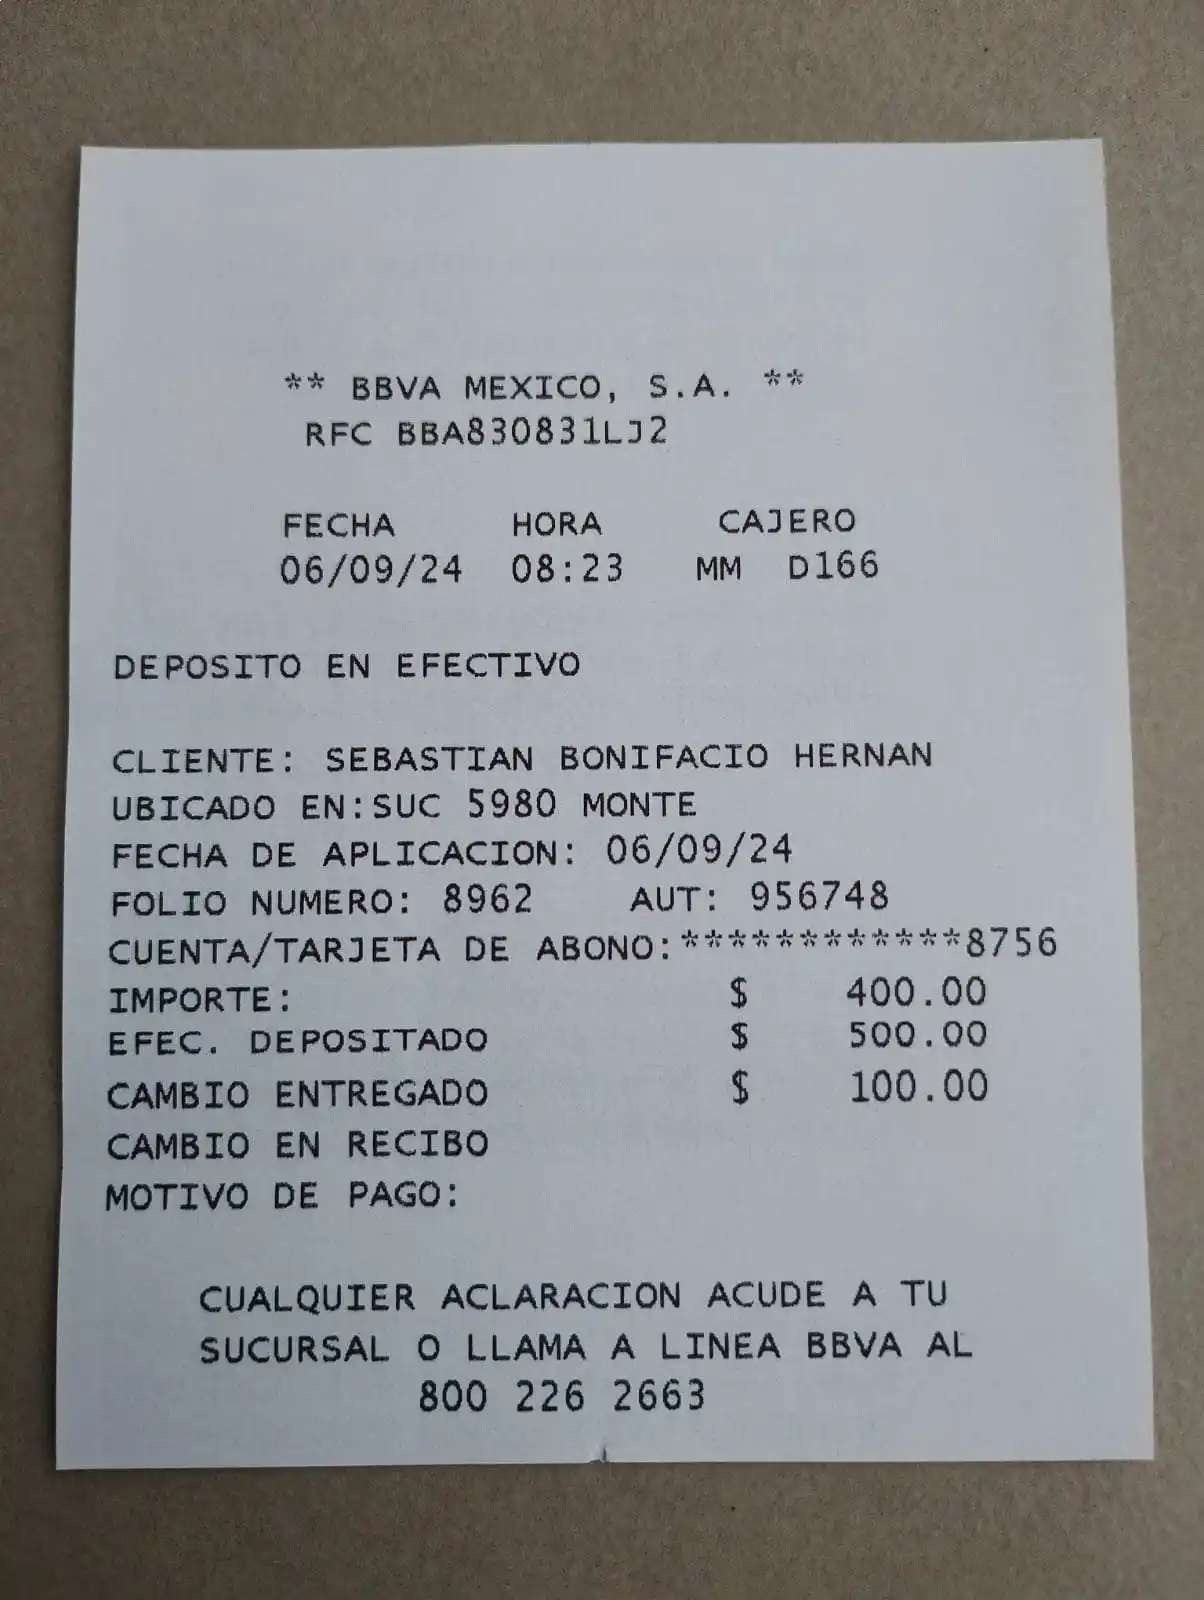 ** BBVA MEXICO, S.A. **
RFC BBA830831LJ2
FECHA HORA CAJERO
06/09/24 08:23 MM D166
DEPOSITO EN EFECTIVO
CLIENTE: SEBASTIAN BONIFACIO HERNAN
UBICADO EN:SUC 5980 MONTE
FECHA DE APLICACION: 06/09/24
FOLIO NUMERO: 8962 AUT: 956748
CUENTA/TARJETA DE ABONO:************8756
IMPORTE: $ 400.00
EFEC. DEPOSITADO $ 500.00
CAMBIO ENTREGADO $ 100.00
CAMBIO EN RECIBO
MOTIVO DE PAGO:
CUALQUIER ACLARACION ACUDE A TU
SUCURSAL O LLAMA A LINEA BBVA AL
800 226 2663